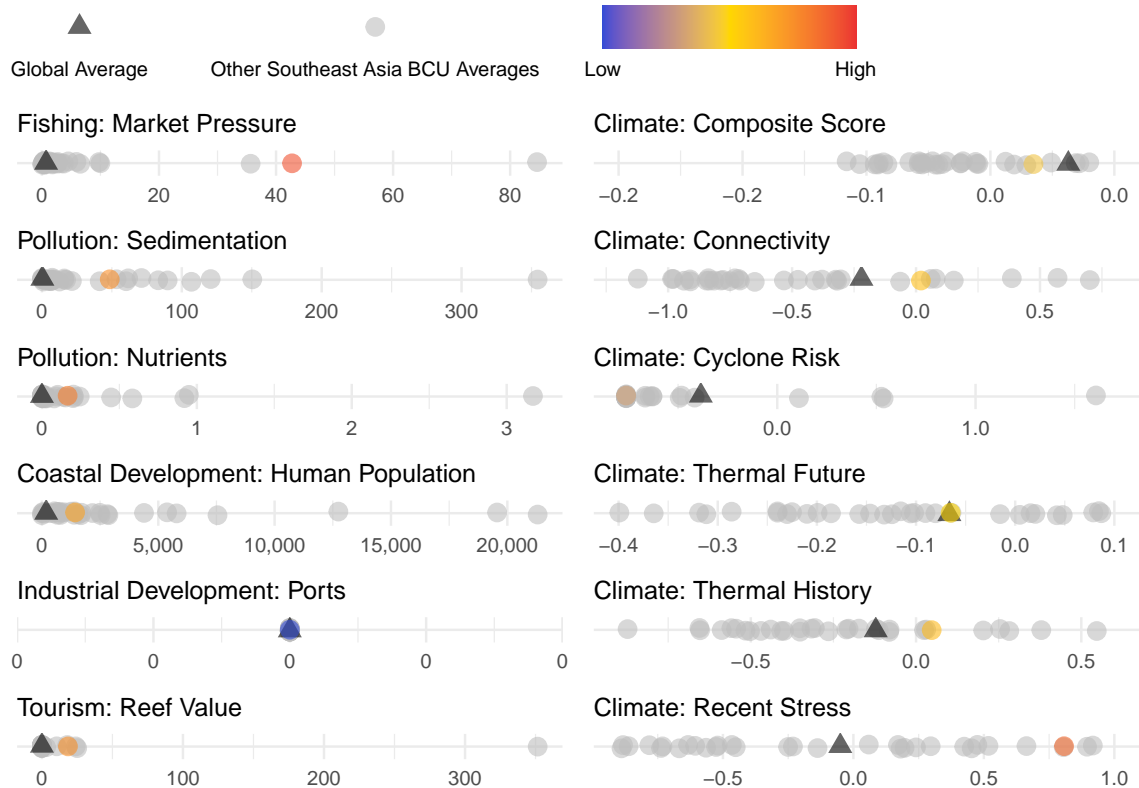 Global Average
Other Southeast Asia BCU Averages
Low
High
Fishing: Market Pressure
0 20 40 60 80
Climate: Composite Score
−0.2 −0.2 −0.1 0.0 0.0
Pollution: Sedimentation
0 100 200 300
Climate: Connectivity
−1.0 −0.5 0.0 0.5
Pollution: Nutrients
0 1 2 3
Climate: Cyclone Risk
0.0 1.0
Coastal Development: Human Population
0 5,000 10,000 15,000 20,000
Climate: Thermal Future
−0.4 −0.3 −0.2 −0.1 0.0 0.1
Industrial Development: Ports
0 0 0 0 0
Climate: Thermal History
−0.5 0.0 0.5
Tourism: Reef Value
0 100 200 300
Climate: Recent Stress
−0.5 0.0 0.5 1.0